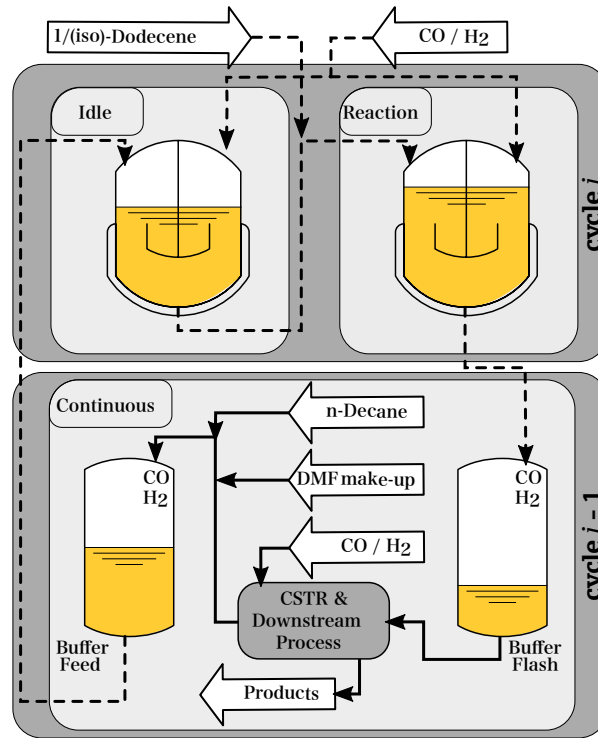 1/(iso)-Dodecene
CO / H2
Idle
Reaction
cycle i
Continuous
n-Decane
CO
H2
DMF make-up
CO
H2
CO / H2
cycle i - 1
CSTR &
Downstream
Process
Buffer
Feed
Buffer
Flash
Products